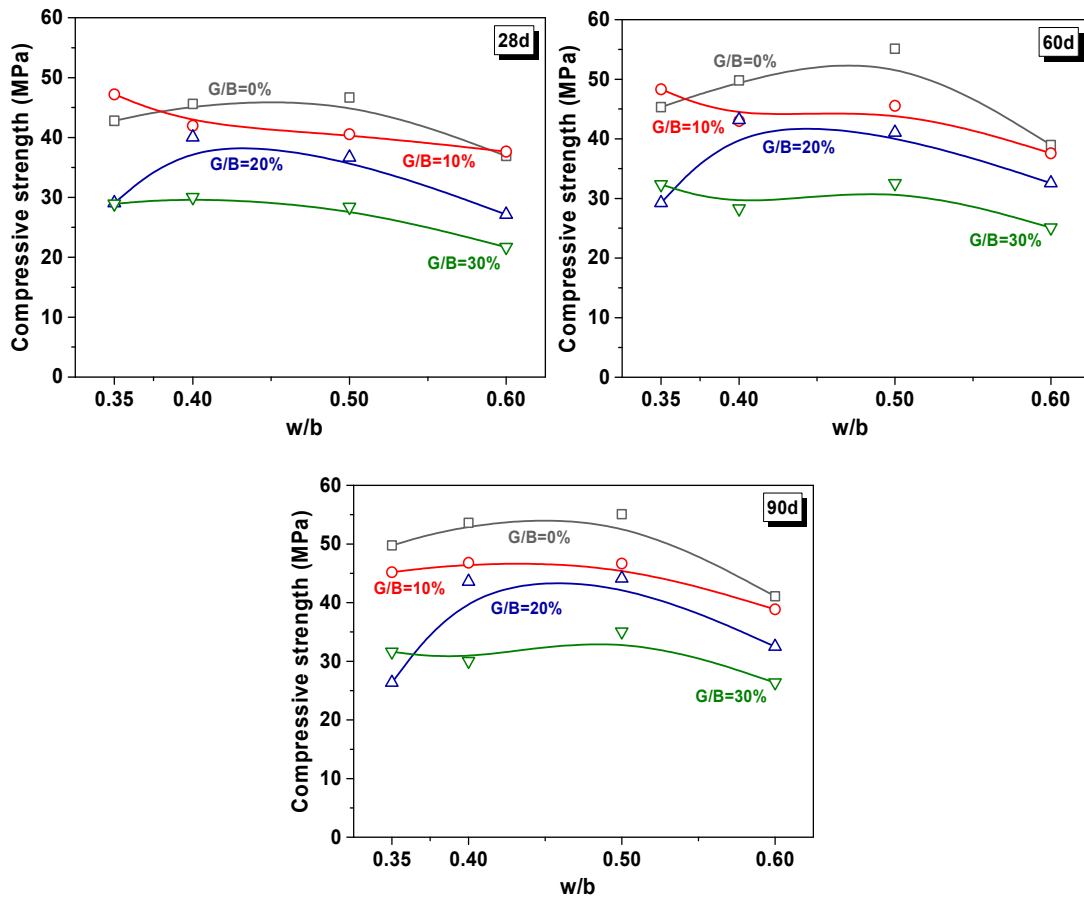 60
50
40
30
20
10
0
Compressive strength (MPa)
28d
G/B=0%
G/B=10%
G/B=20%
G/B=30%
0.35 0.40 0.50 0.60
w/b
60
50
40
30
20
10
0
Compressive strength (MPa)
60d
G/B=0%
G/B=10%
G/B=20%
G/B=30%
0.35 0.40 0.50 0.60
w/b
60
50
40
30
20
10
0
Compressive strength (MPa)
90d
G/B=0%
G/B=10%
G/B=20%
G/B=30%
0.35 0.40 0.50 0.60
w/b